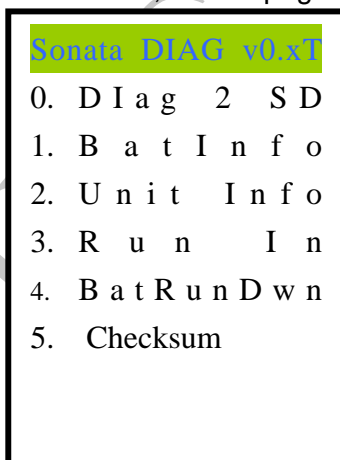 Sonata DIAG v0.xT
0. DIag 2 SD
1. BatInfo
2. Unit Info
3. Run In
4. BatRunDwn
5. Checksum